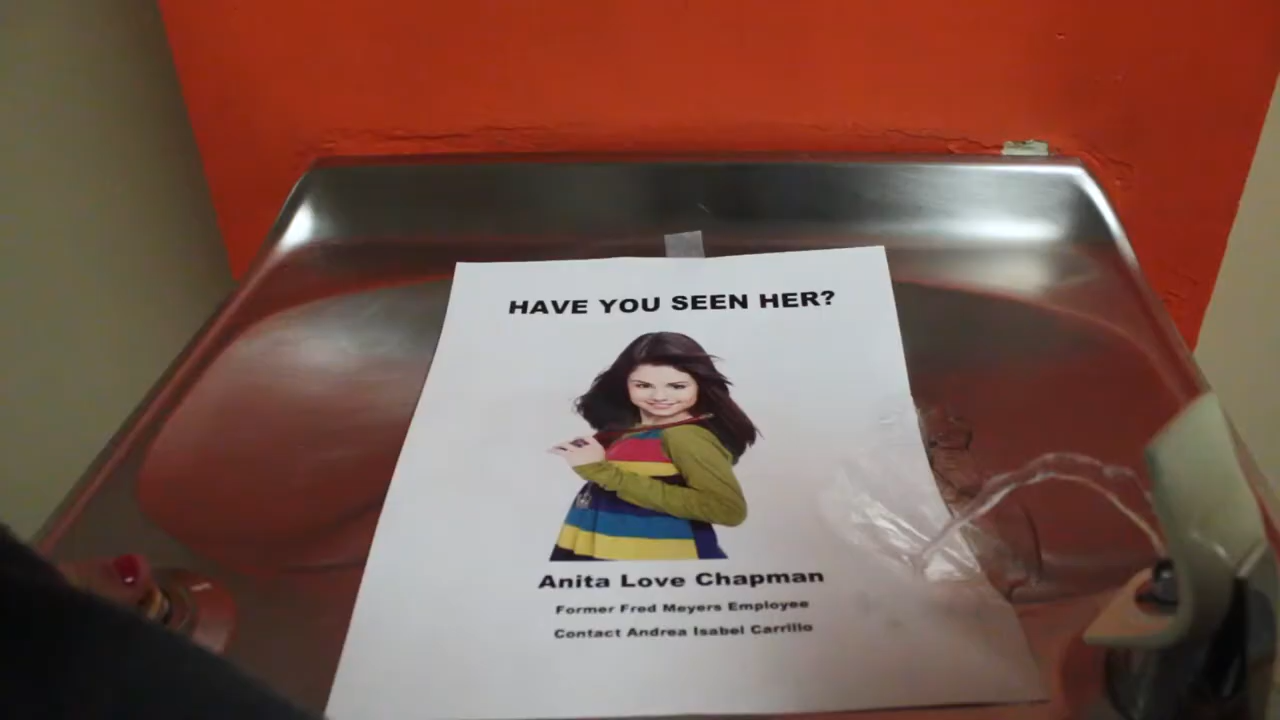 HAVE YOU SEEN HER?
Anita Love Chapman
Former Fred Meyers Employee
Contact Andrea Isabel Carrillo